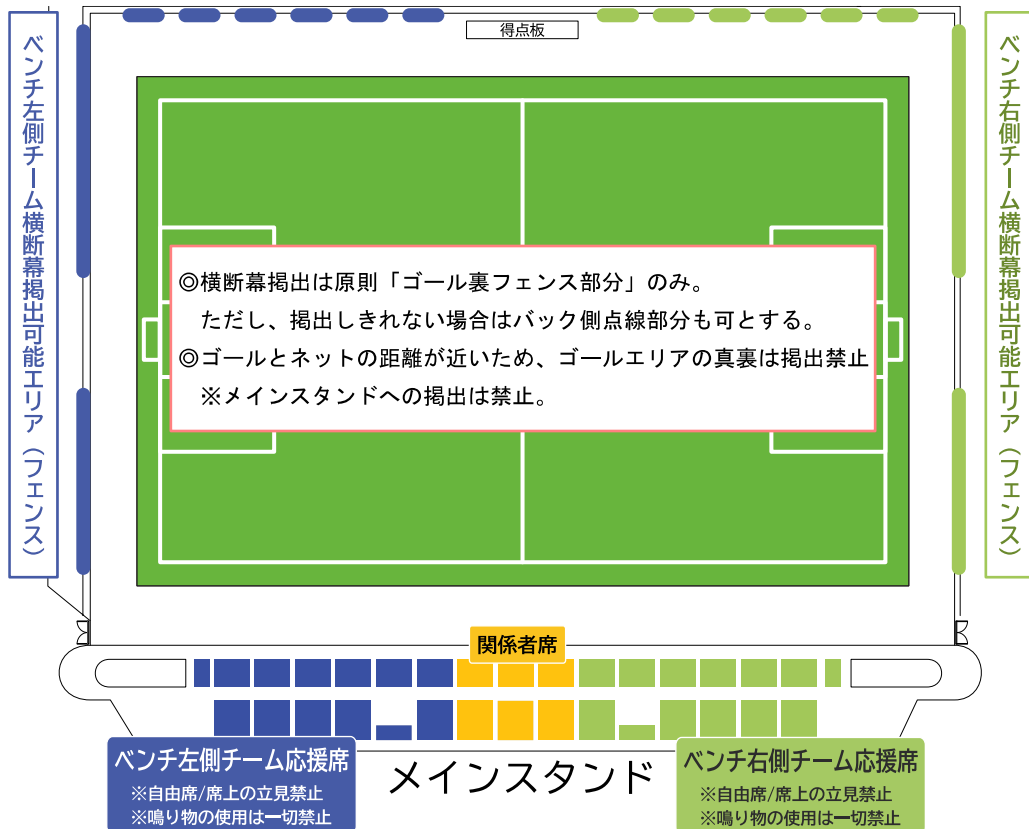 得点板
ベンチ左側チーム横断幕掲出可能エリア（フェンス）
ベンチ右側チーム横断幕掲出可能エリア（フェンス）
◎横断幕掲出は原則「ゴール裏フェンス部分」のみ。
ただし、掲出しきれない場合はバック側点線部分も可とする。
◎ゴールとネットの距離が近いため、ゴールエリアの真裏は掲出禁止
※メインスタンドへの掲出は禁止。
関係者席
ベンチ左側チーム応援席
※自由席/席上の立見禁止
※鳴り物の使用は一切禁止
メインスタンド
ベンチ右側チーム応援席
※自由席/席上の立見禁止
※鳴り物の使用は一切禁止